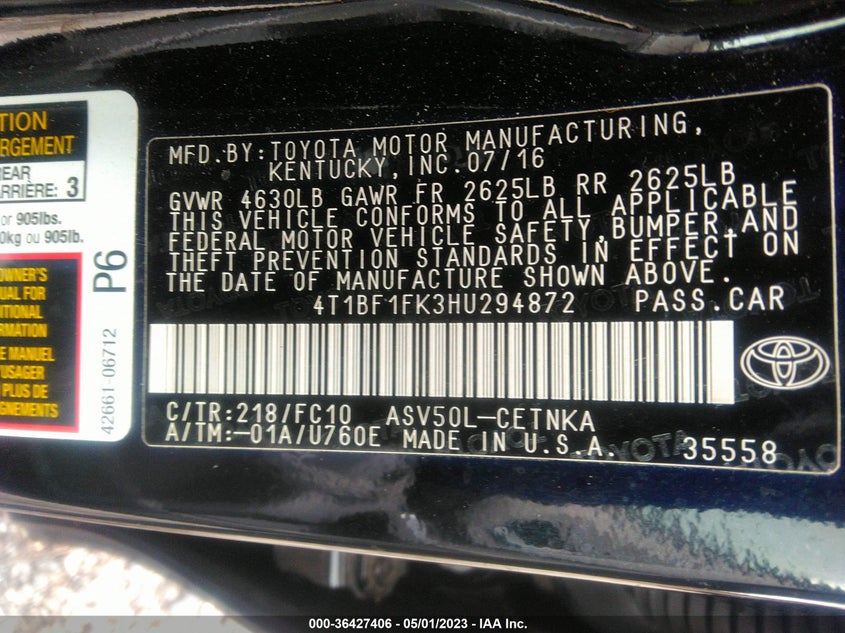 TION
RGEMENT
REAR
ARRIÈRE: 3
or 905lbs.
0kg ou 905lb.
OWNER'S
UAL FOR
ITIONAL
RMATION
E MANUEL
PLUS DE
GNEMENTS
P6
42661-06712
MFD.BY:TOYOTA MOTOR MANUFACTURING,
KENTUCKY,INC.07/16
GVWR 4630LB GAWR FR 2625LB RR 2625LB
THIS VEHICLE CONFORMS TO ALL APPLICABLE
FEDERAL MOTOR VEHICLE SAFETY,BUMPER,AND
THEFT PREVENTION STANDARDS IN EFFECT ON
THE DATE OF MANUFACTURE SHOWN ABOVE.
4T1BF1FK3HU294872 PASS.CAR
C/TR:218/FC10 ASV50L-CETNKA
A/TM:-01A/U760E MADE IN U.S.A. 35558
TOYOTA
000-36427406 - 05/01/2023 - IAA Inc.